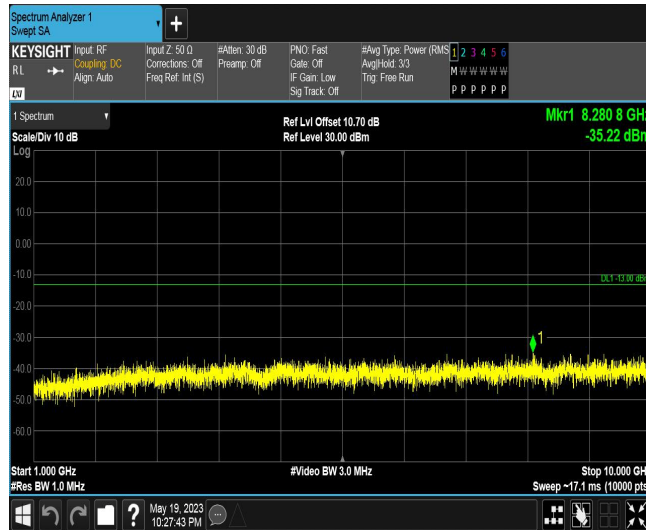 Spectrum Analyzer 1
Swept SA
+
KEYSIGHT
RL
LXI
Input: RF
Coupling: DC
Align: Auto
Input Z: 50 Ω
Corrections: Off
Freq Ref: Int (S)
#Atten: 30 dB
Preamp: Off
PNO: Fast
Gate: Off
IF Gain: Low
Sig Track: Off
#Avg Type: Power (RMS
Avg|Hold: 3/3
Trig: Free Run
1 2 3 4 5 6
M W W W W W
P P P P P P
1 Spectrum
Scale/Div 10 dB
Log
Ref Lvl Offset 10.70 dB
Ref Level 30.00 dBm
Mkr1 8.280 8 GHz
-35.22 dBm
20.0
10.0
0.00
-10.0
DL1 -13.00 dBm
-20.0
-30.0
1
-40.0
-50.0
-60.0
Start 1.000 GHz
#Res BW 1.0 MHz
#Video BW 3.0 MHz
Stop 10.000 GHz
Sweep ~17.1 ms (10000 pts
?
May 19, 2023
10:27:43 PM